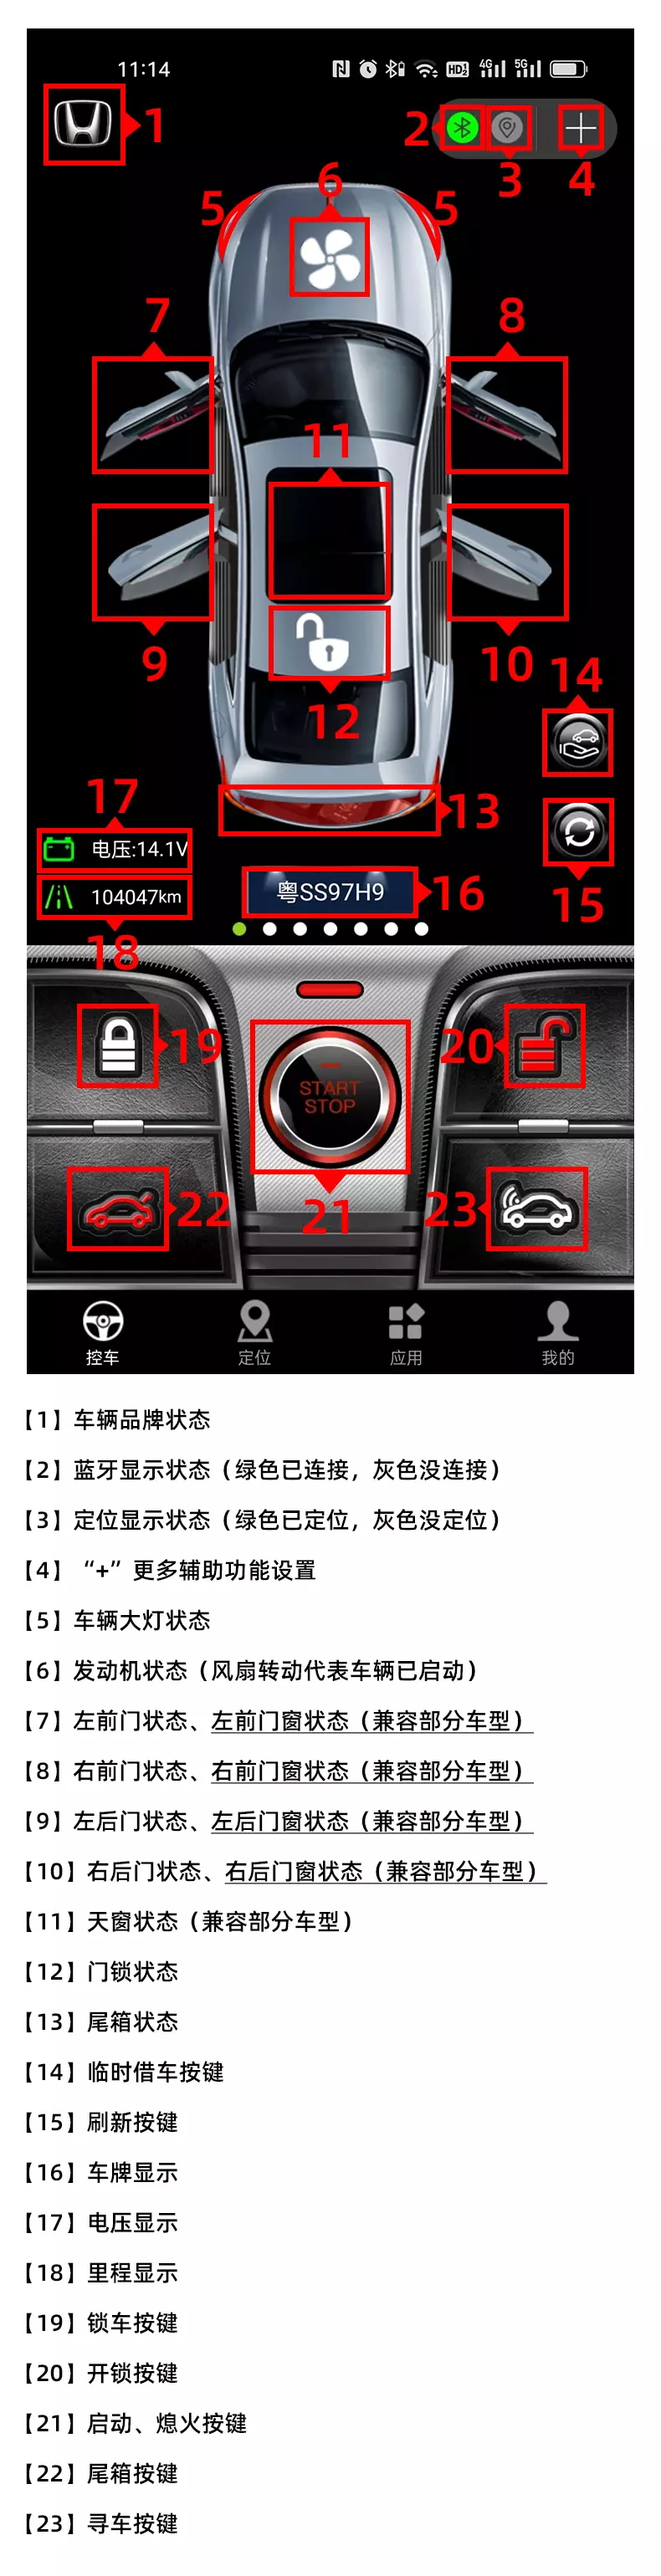 11:14
HD 1 2 4G 5G
1
2
3
4
5
6
5
7
8
11
9
10
12
14
13
17
电压:14.1V
15
粤SS97H9
16
104047km
18
19
20
START
STOP
21
22
23
控车
定位
应用
我的
【1】车辆品牌状态
【2】蓝牙显示状态（绿色已连接，灰色没连接）
【3】定位显示状态（绿色已定位，灰色没定位）
【4】“+”更多辅助功能设置
【5】车辆大灯状态
【6】发动机状态（风扇转动代表车辆已启动）
【7】左前门状态、左前门窗状态（兼容部分车型）
【8】右前门状态、右前门窗状态（兼容部分车型）
【9】左后门状态、左后门窗状态（兼容部分车型）
【10】右后门状态、右后门窗状态（兼容部分车型）
【11】天窗状态（兼容部分车型）
【12】门锁状态
【13】尾箱状态
【14】临时借车按键
【15】刷新按键
【16】车牌显示
【17】电压显示
【18】里程显示
【19】锁车按键
【20】开锁按键
【21】启动、熄火按键
【22】尾箱按键
【23】寻车按键